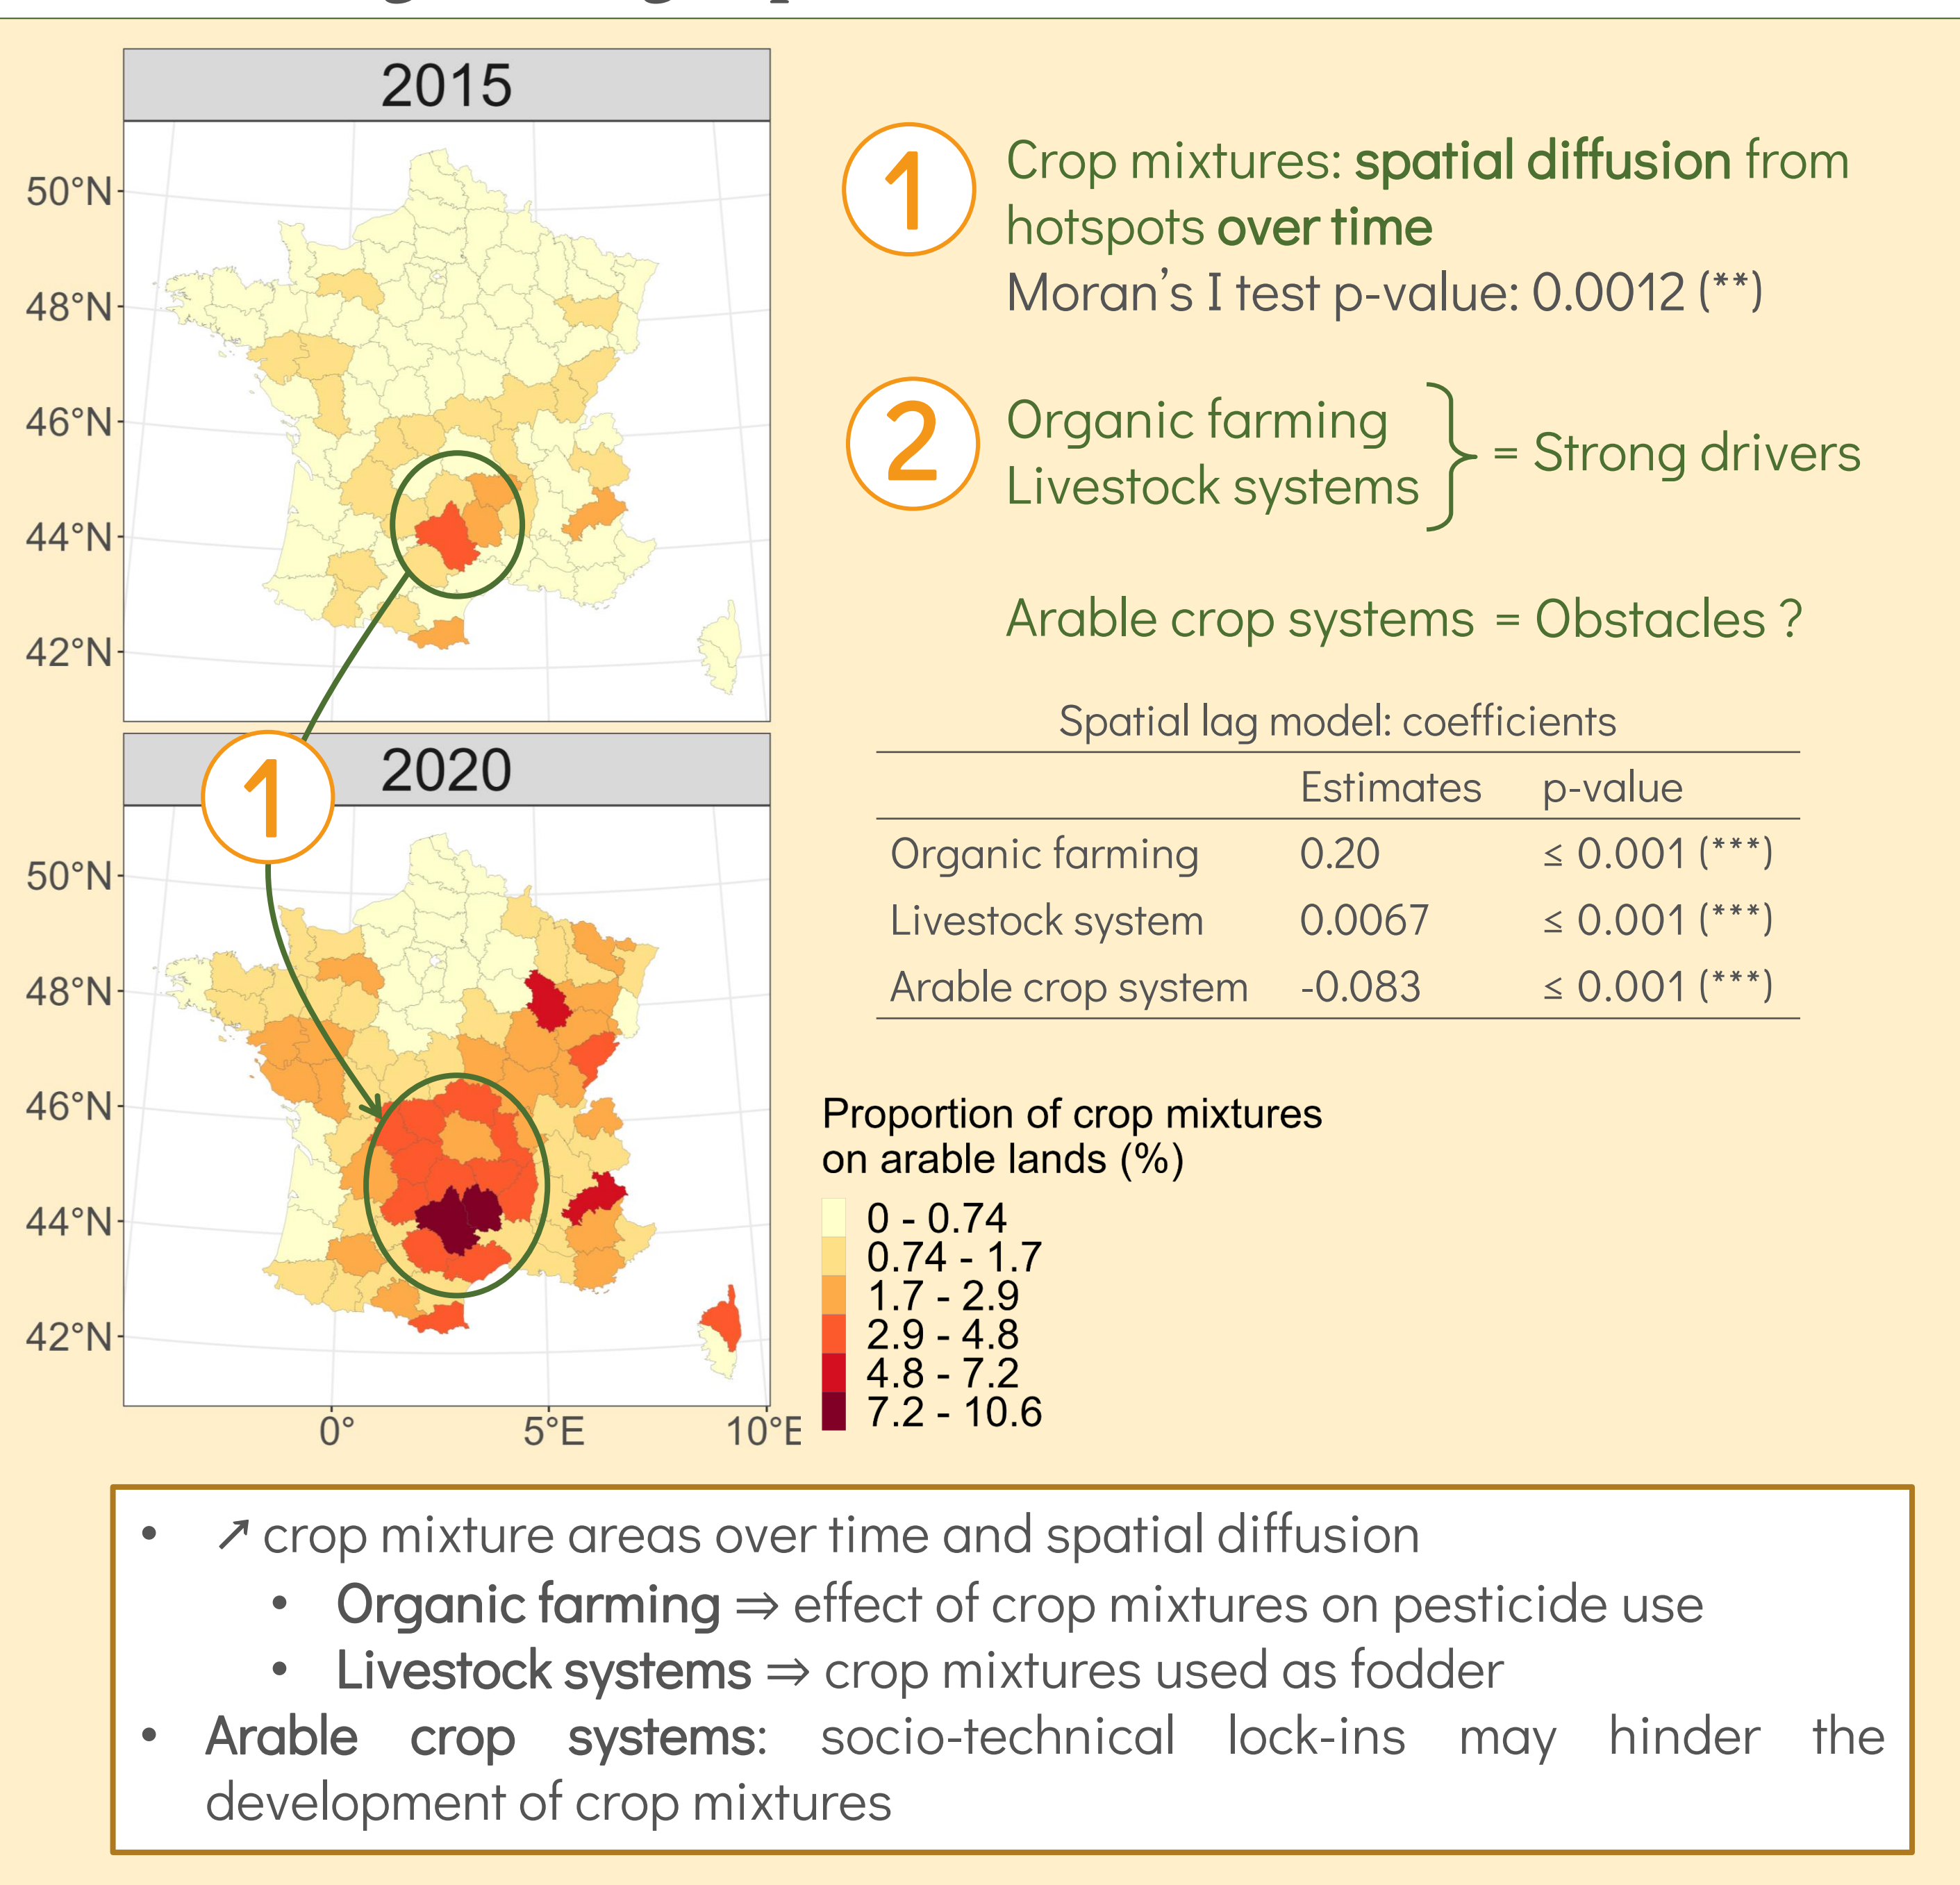 2015
50°N
48°N
46°N
44°N
42°N
1
2020
50°N
48°N
46°N
44°N
42°N
0°
5°E
10°E
1
Crop mixtures: spatial diffusion from
hotspots over time
Moran's I test p-value: 0.0012 (**)
2
Organic farming
Livestock systems
= Strong drivers
Arable crop systems = Obstacles ?
Spatial lag model: coefficients
Estimates p-value
Organic farming 0.20 ≤ 0.001 (***)
Livestock system 0.0067 ≤ 0.001 (***)
Arable crop system -0.083 ≤ 0.001 (***)
Proportion of crop mixtures
on arable lands (%)
0 - 0.74
0.74 - 1.7
1.7 - 2.9
2.9 - 4.8
4.8 - 7.2
7.2 - 10.6
• ↗ crop mixture areas over time and spatial diffusion
• Organic farming ⇒ effect of crop mixtures on pesticide use
• Livestock systems ⇒ crop mixtures used as fodder
• Arable crop systems: socio-technical lock-ins may hinder the
development of crop mixtures